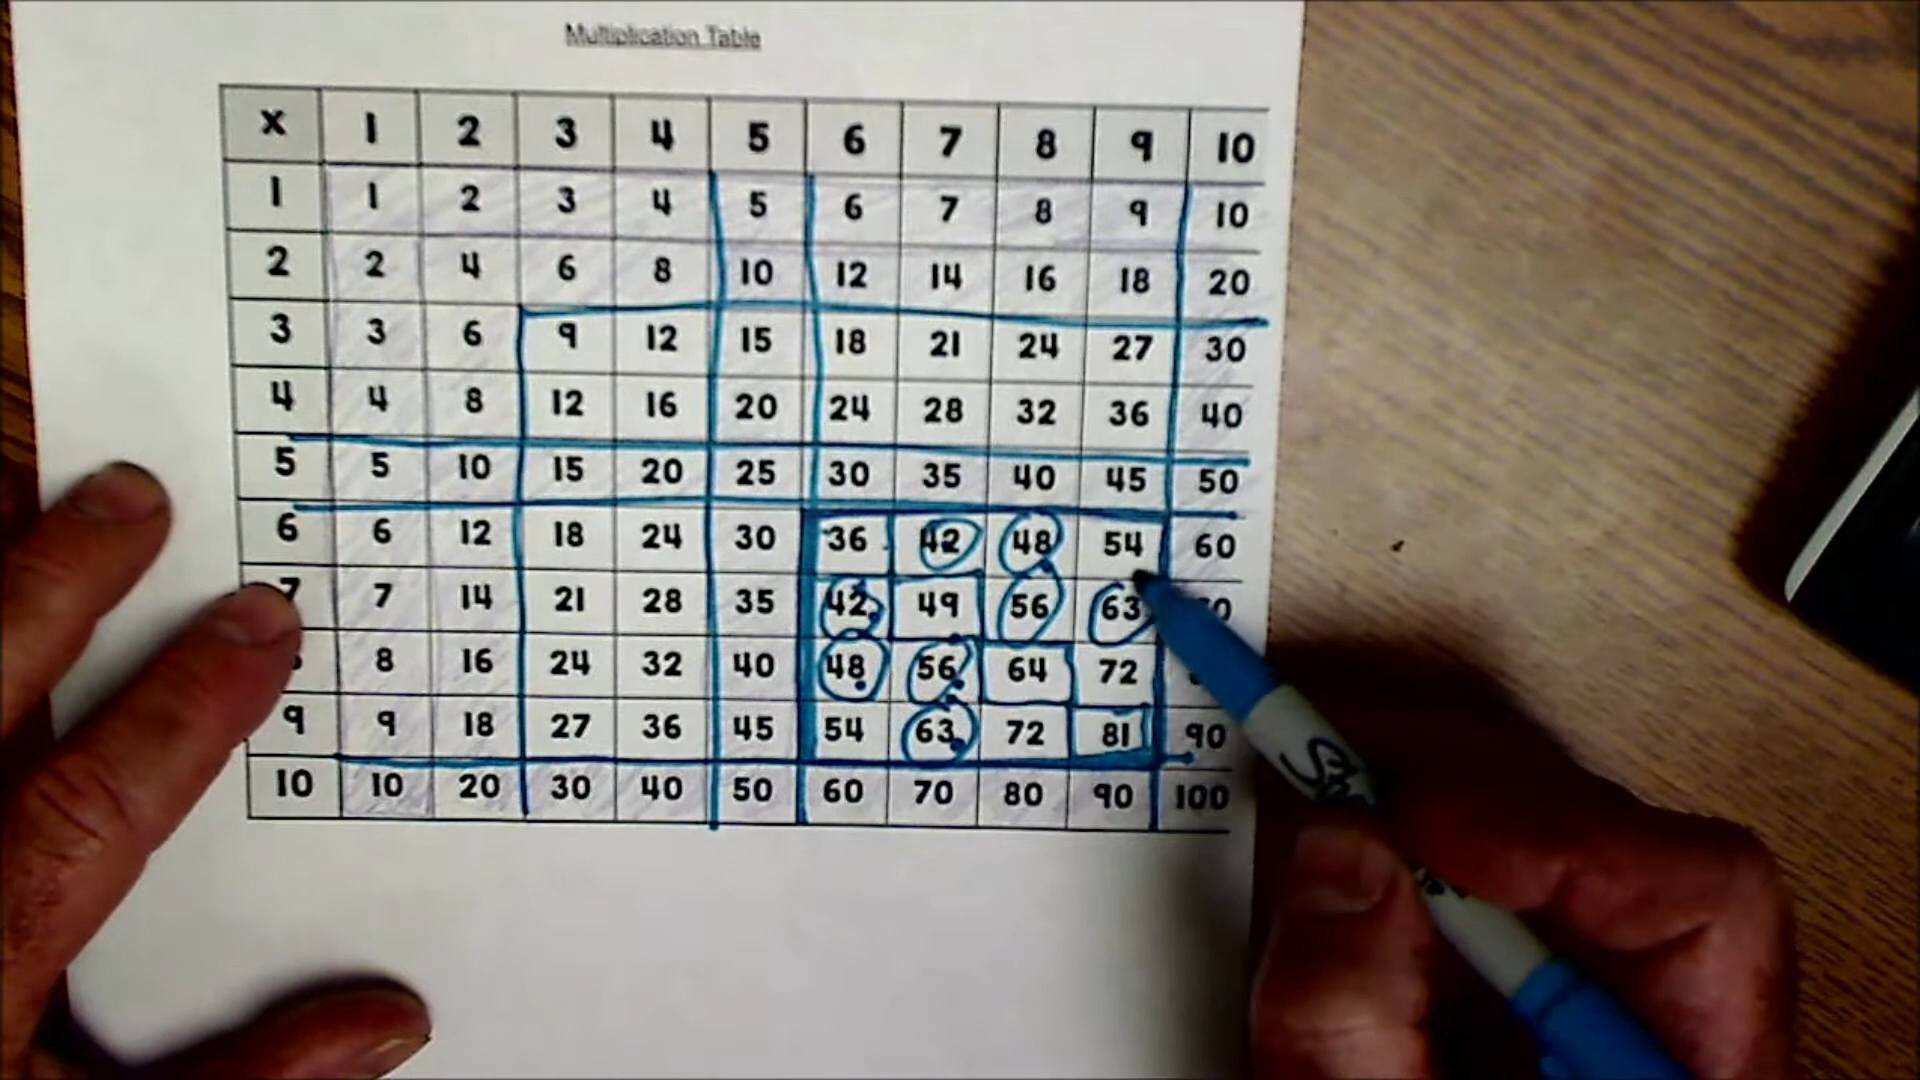 Multiplication Table
X 1 2 3 4 5 6 7 8 9 10
1 1 2 3 4 5 6 7 8 9 10
2 2 4 6 8 10 12 14 16 18 20
3 3 6 9 12 15 18 21 24 27 30
4 4 8 12 16 20 24 28 32 36 40
5 5 10 15 20 25 30 35 40 45 50
6 6 12 18 24 30 36 42 48 54 60
7 7 14 21 28 35 42 49 56 63
8 16 24 32 40 48 56 64 72
9 9 18 27 36 45 54 63 72 81 90
10 10 20 30 40 50 60 70 80 90 100